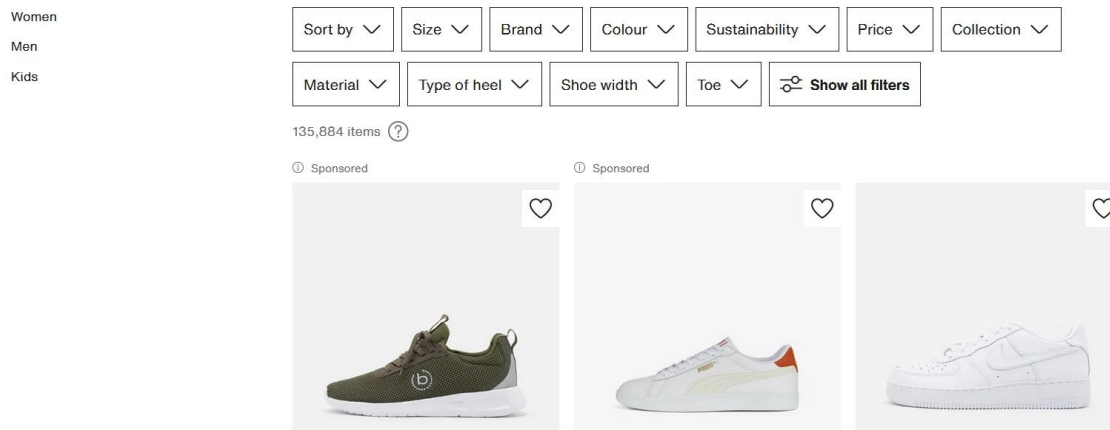 Women
Men
Kids
Sort by
Size
Brand
Colour
Sustainability
Price
Collection
Material
Type of heel
Shoe width
Toe
Show all filters
135,884 items ?
Sponsored
Sponsored
b
PUMA